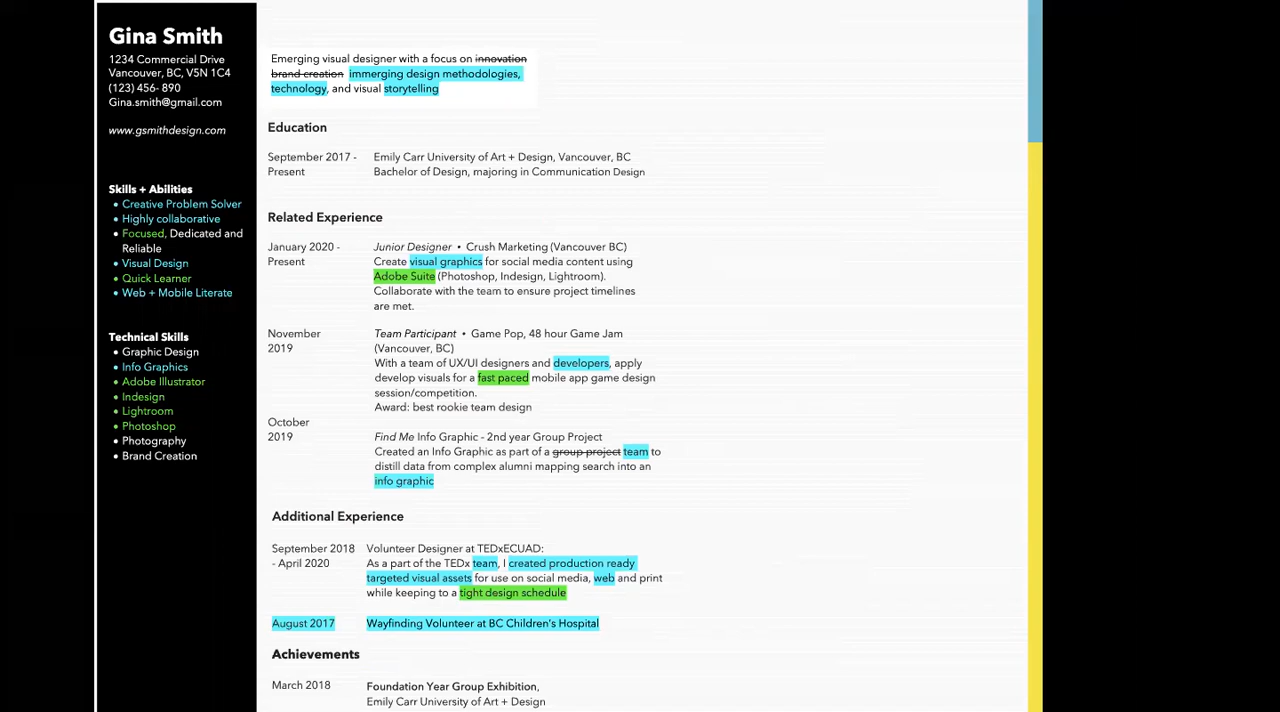 Gina Smith
1234 Commercial Drive
Vancouver, BC, V5N 1C4
(123) 456- 890
Gina.smith@gmail.com
www.gsmithdesign.com
Skills + Abilities
• Creative Problem Solver
• Highly collaborative
• Focused, Dedicated and
Reliable
• Visual Design
• Quick Learner
• Web + Mobile Literate
Technical Skills
• Graphic Design
• Info Graphics
• Adobe Illustrator
• Indesign
• Lightroom
• Photoshop
• Photography
• Brand Creation
Emerging visual designer with a focus on innovation
brand creation immerging design methodologies,
technology, and visual storytelling
Education
September 2017 -
Present
Emily Carr University of Art + Design, Vancouver, BC
Bachelor of Design, majoring in Communication Design
Related Experience
January 2020 -
Present
Junior Designer • Crush Marketing (Vancouver BC)
Create visual graphics for social media content using
Adobe Suite (Photoshop, Indesign, Lightroom).
Collaborate with the team to ensure project timelines
are met.
November
2019
Team Participant • Game Pop, 48 hour Game Jam
(Vancouver, BC)
With a team of UX/UI designers and developers, apply
develop visuals for a fast paced mobile app game design
session/competition.
Award: best rookie team design
October
2019
Find Me Info Graphic - 2nd year Group Project
Created an Info Graphic as part of a group project team to
distill data from complex alumni mapping search into an
info graphic
Additional Experience
September 2018
- April 2020
Volunteer Designer at TEDxECUAD:
As a part of the TEDx team, I created production ready
targeted visual assets for use on social media, web and print
while keeping to a tight design schedule
August 2017
Wayfinding Volunteer at BC Children's Hospital
Achievements
March 2018
Foundation Year Group Exhibition,
Emily Carr University of Art + Design